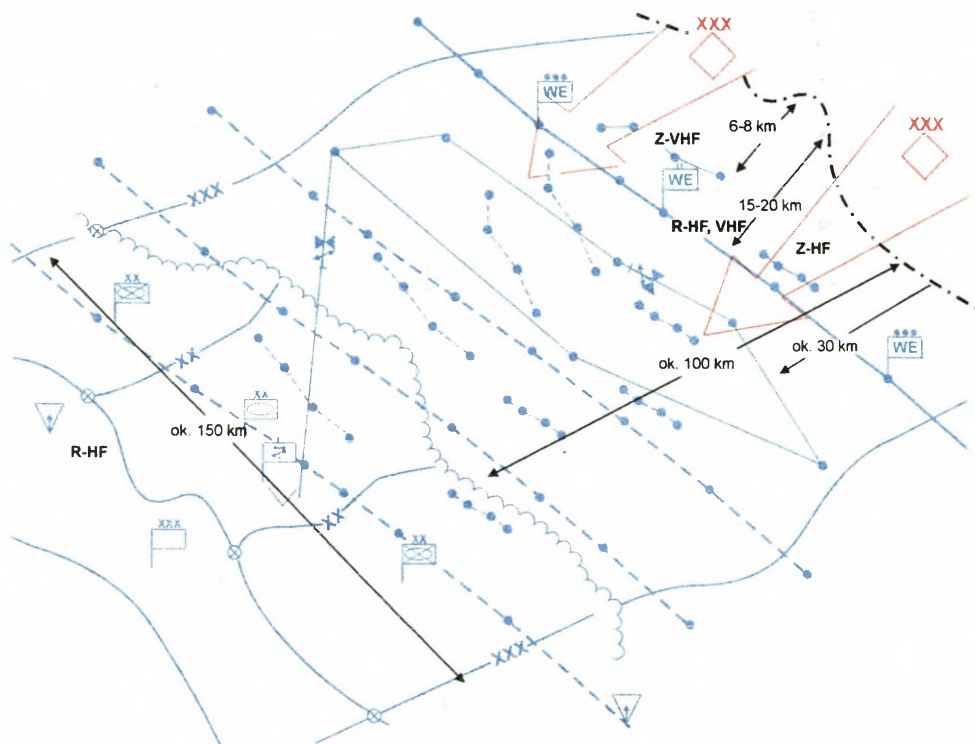 XXX
WE
XXX
6-8 km
Z-VHF
WE
XXX
15-20 km
R-HF, VHF
Z-HF
XX
WE
ok. 30 km
XX
ok. 100 km
XX
ok. 150 km
R-HF
XX
XXX
XX
XXX